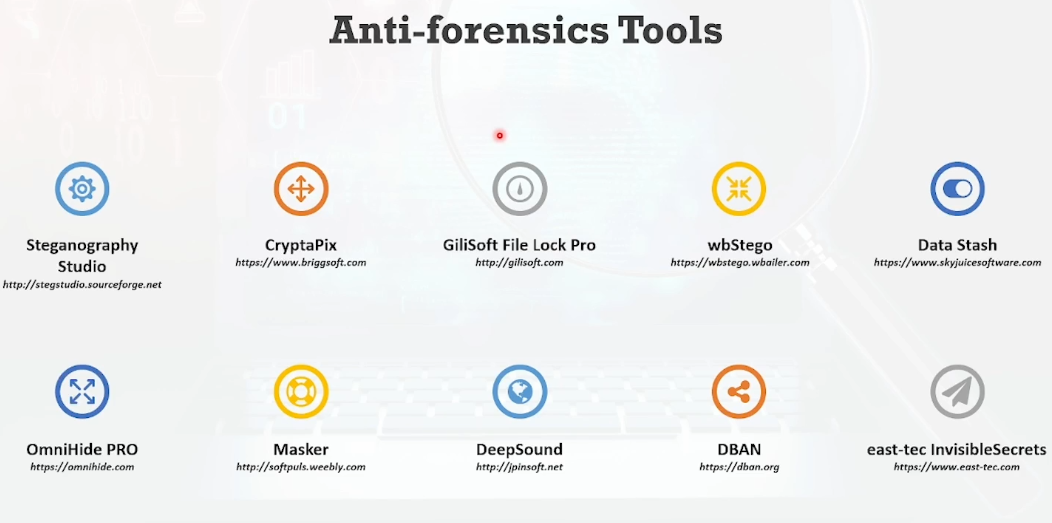 Anti-forensics Tools
01
Steganography
Studio
http://stegstudio.sourceforge.net
CryptaPix
https://www.briggsoft.com
GiliSoft File Lock Pro
http://gilisoft.com
wbStego
https://wbstego.wbailer.com
Data Stash
https://www.skyjuicesoftware.com
OmniHide PRO
https://omnihide.com
Masker
http://softpuls.weebly.com
DeepSound
http://jpinsoft.net
DBAN
https://dban.org
east-tec InvisibleSecrets
https://www.east-tec.com